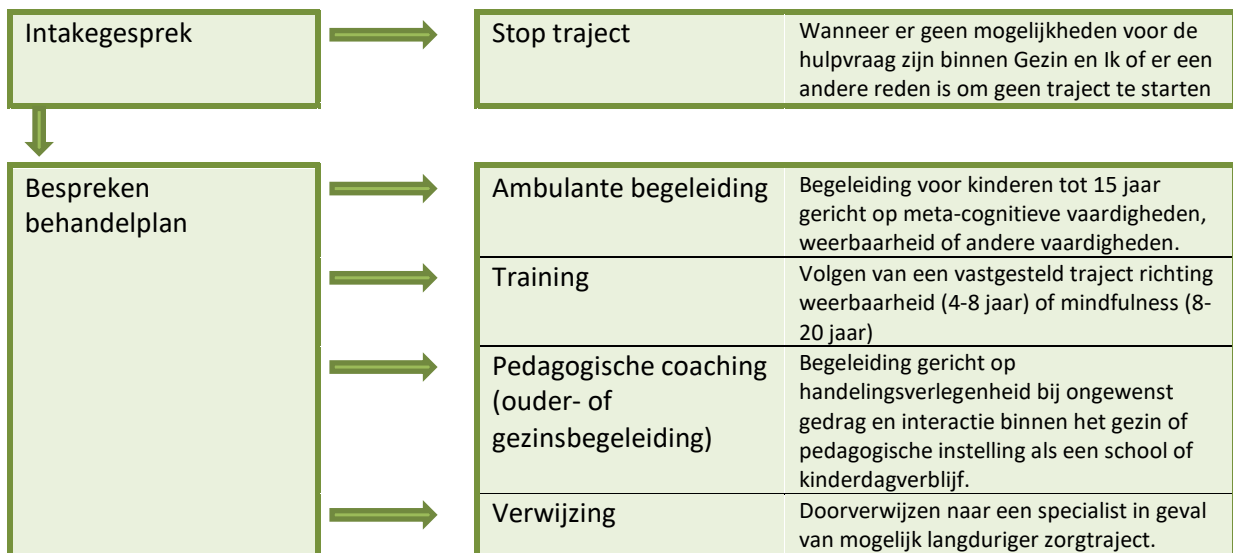 Intakegesprek
Stop traject
Wanneer er geen mogelijkheden voor de
hulpvraag zijn binnen Gezin en Ik of er een
andere reden is om geen traject te starten
Bespreken
behandelplan
Ambulante begeleiding
Begeleiding voor kinderen tot 15 jaar
gericht op meta-cognitieve vaardigheden,
weerbaarheid of andere vaardigheden.
Training
Volgen van een vastgesteld traject richting
weerbaarheid (4-8 jaar) of mindfulness (8-
20 jaar)
Pedagogische coaching
(ouder- of
gezinsbegeleiding)
Begeleiding gericht op
handelingsverlegenheid bij ongewenst
gedrag en interactie binnen het gezin of
pedagogische instelling als een school of
kinderdagverblijf.
Verwijzing
Doorverwijzen naar een specialist in geval
van mogelijk langduriger zorgtraject.